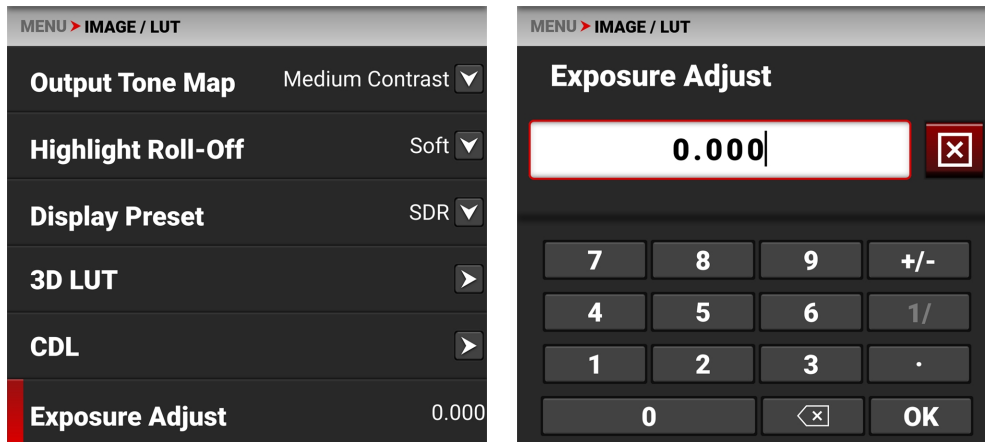 MENU > IMAGE / LUT
Output Tone Map Medium Contrast
Highlight Roll-Off Soft
Display Preset SDR
3D LUT
CDL
Exposure Adjust 0.000
MENU > IMAGE / LUT
Exposure Adjust
0.000
7 8 9 +/-
4 5 6 1/
1 2 3 .
0 OK